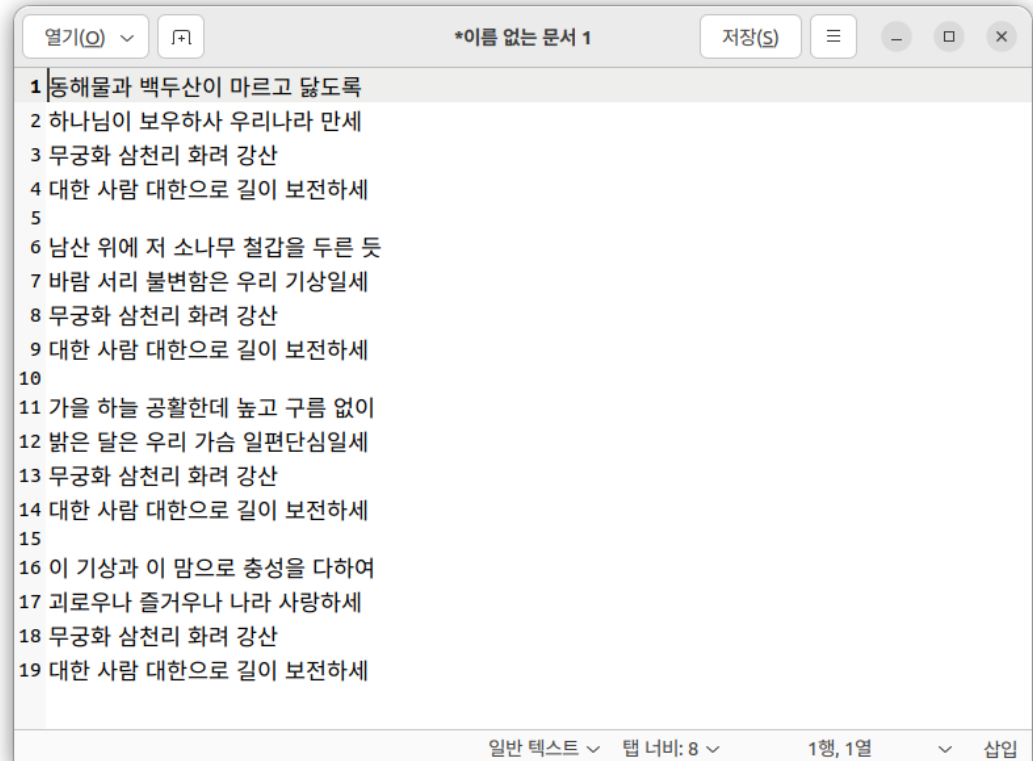 열기(O)
*이름 없는 문서 1
저장(S)
1 동해물과 백두산이 마르고 닳도록
2 하나님이 보우하사 우리나라 만세
3 무궁화 삼천리 화려 강산
4 대한 사람 대한으로 길이 보전하세
5
6 남산 위에 저 소나무 철갑을 두른 듯
7 바람 서리 불변함은 우리 기상일세
8 무궁화 삼천리 화려 강산
9 대한 사람 대한으로 길이 보전하세
10
11 가을 하늘 공활한데 높고 구름 없이
12 밝은 달은 우리 가슴 일편단심일세
13 무궁화 삼천리 화려 강산
14 대한 사람 대한으로 길이 보전하세
15
16 이 기상과 이 맘으로 충성을 다하여
17 괴로우나 즐거우나 나라 사랑하세
18 무궁화 삼천리 화려 강산
19 대한 사람 대한으로 길이 보전하세
일반 텍스트 탭 너비: 8 1행, 1열 삽입